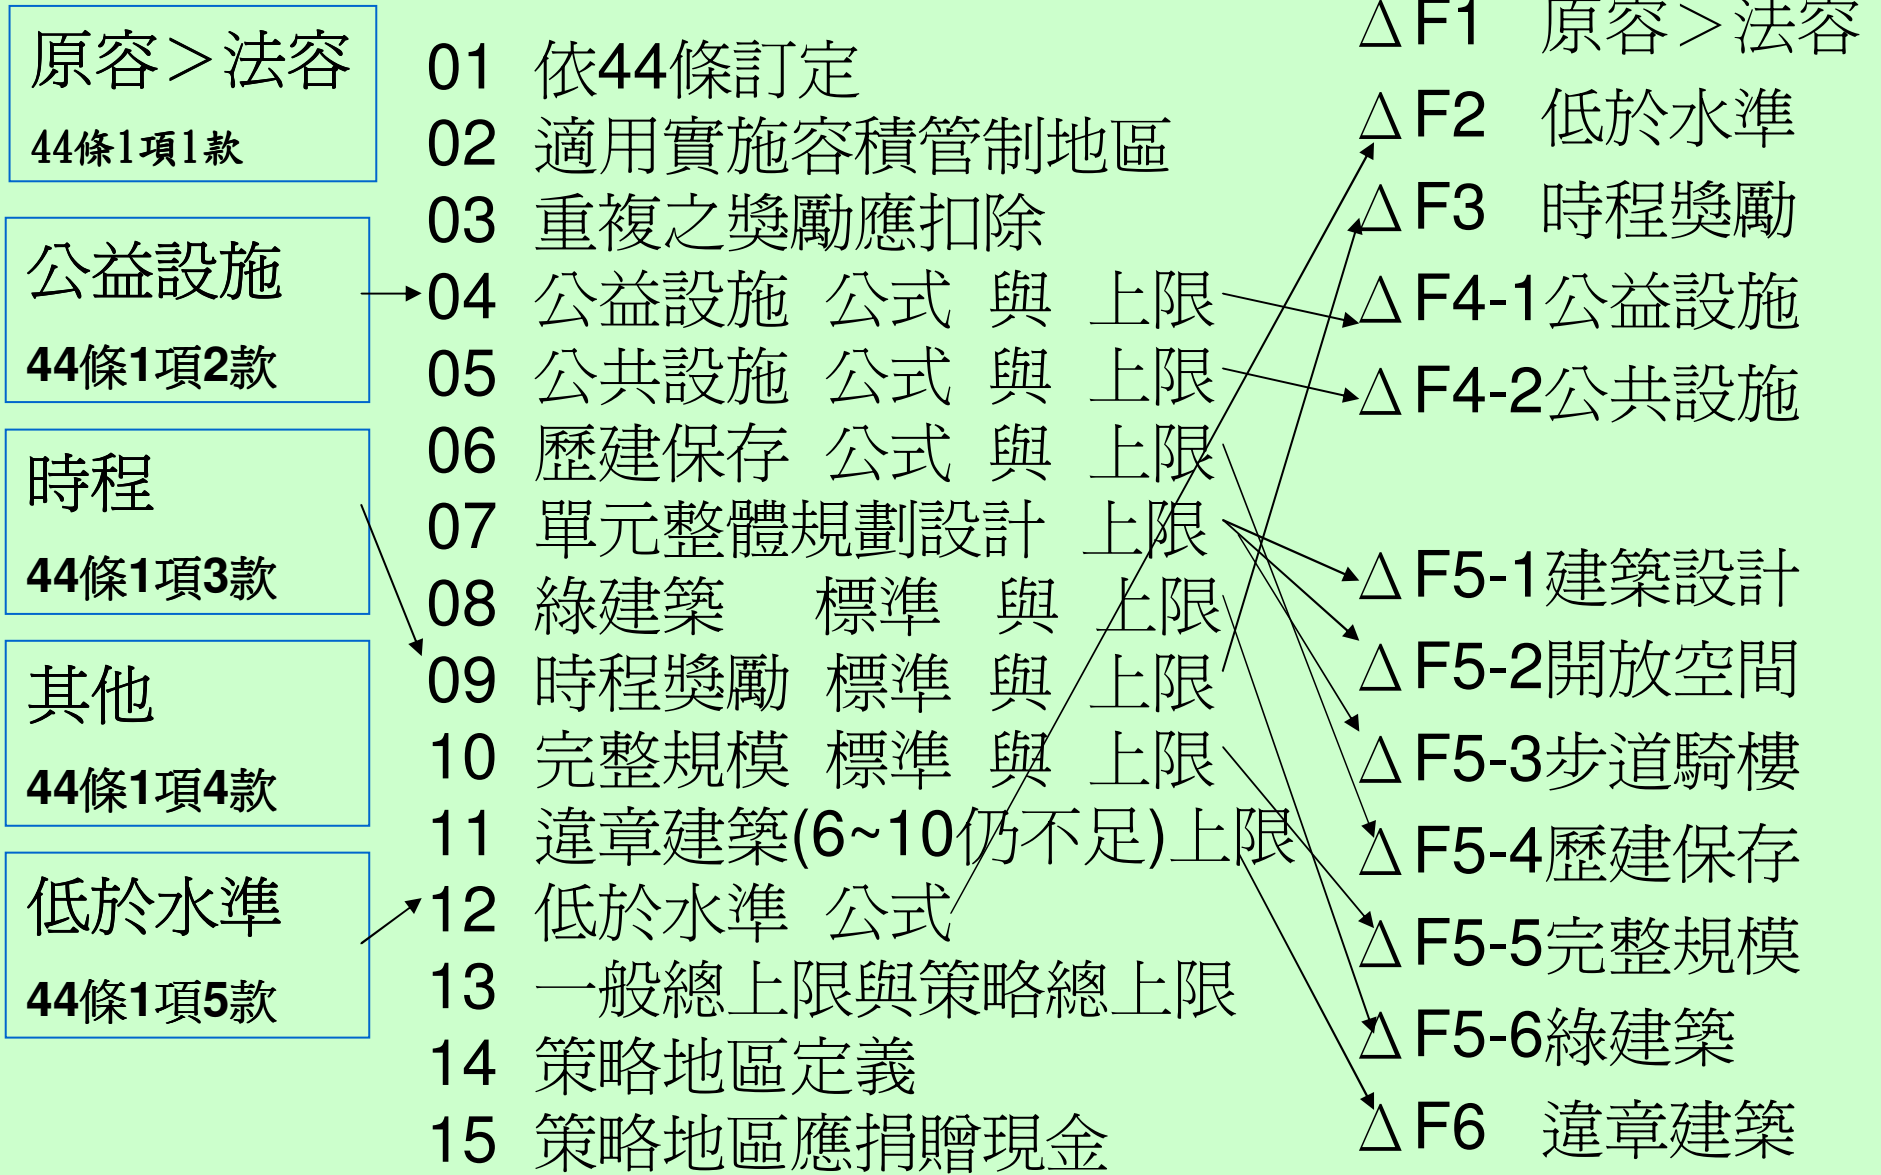 原容＞法容
44條1項1款
公益設施
44條1項2款
時程
44條1項3款
其他
44條1項4款
低於水準
44條1項5款
01 依44條訂定
02 適用實施容積管制地區
03 重複之獎勵應扣除
04 公益設施 公式 與 上限
05 公共設施 公式 與 上限
06 歷建保存 公式 與 上限
07 單元整體規劃設計 上限
08 綠建築 標準 與 上限
09 時程獎勵 標準 與 上限
10 完整規模 標準 與 上限
11 違章建築(6~10仍不足)上限
12 低於水準 公式
13 一般總上限與策略總上限
14 策略地區定義
15 策略地區應捐贈現金
△ F1 原容＞法容
△ F2 低於水準
△ F3 時程獎勵
△ F4-1公益設施
△ F4-2公共設施
△ F5-1建築設計
△ F5-2開放空間
△ F5-3步道騎樓
△ F5-4歷建保存
△ F5-5完整規模
△ F5-6綠建築
△ F6 違章建築